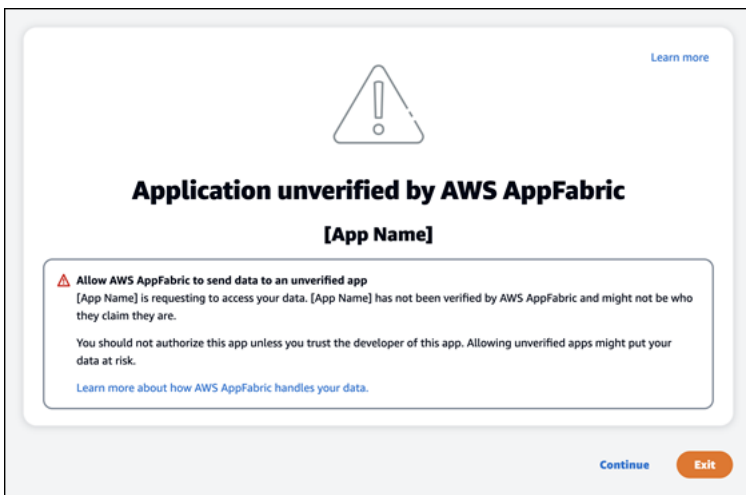 Learn more
Application unverified by AWS AppFabric
[App Name]
Allow AWS AppFabric to send data to an unverified app
[App Name] is requesting to access your data. [App Name] has not been verified by AWS AppFabric and might not be who
they claim they are.
You should not authorize this app unless you trust the developer of this app. Allowing unverified apps might put your
data at risk.
Learn more about how AWS AppFabric handles your data.
Continue
Exit